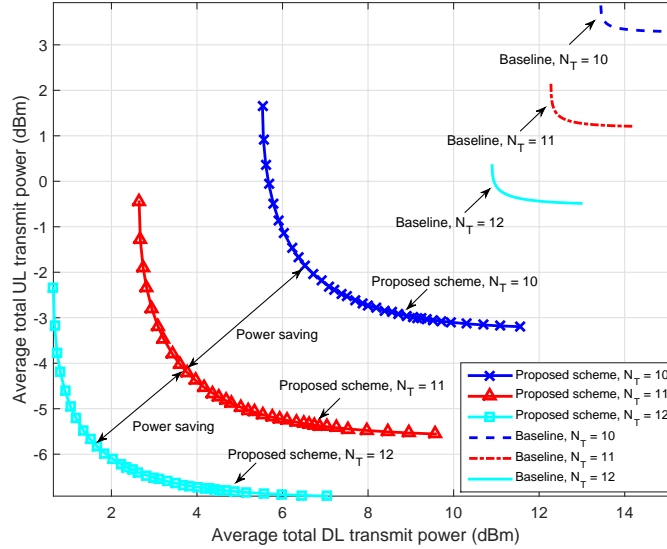 3
2
1
0
-1
-2
-3
-4
-5
-6
2
4
6
8
10
12
14
Average total UL transmit power (dBm)
Average total DL transmit power (dBm)
Baseline, N_T = 10
Baseline, N_T = 11
Baseline, N_T = 12
Proposed scheme, N_T = 10
Power saving
Proposed scheme, N_T = 11
Power saving
Proposed scheme, N_T = 12
Proposed scheme, N_T = 10
Proposed scheme, N_T = 11
Proposed scheme, N_T = 12
Baseline, N_T = 10
Baseline, N_T = 11
Baseline, N_T = 12